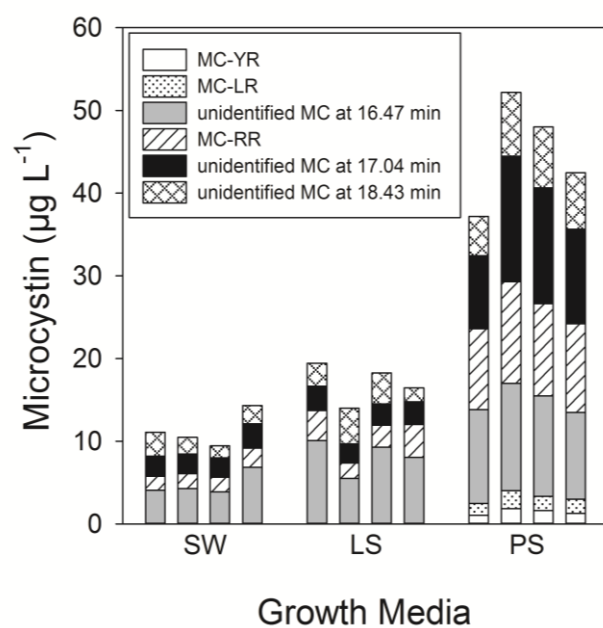 60
50
40
30
20
10
0
Microcystin (µg L⁻¹)
MC-YR
MC-LR
unidentified MC at 16.47 min
MC-RR
unidentified MC at 17.04 min
unidentified MC at 18.43 min
SW LS PS
Growth Media